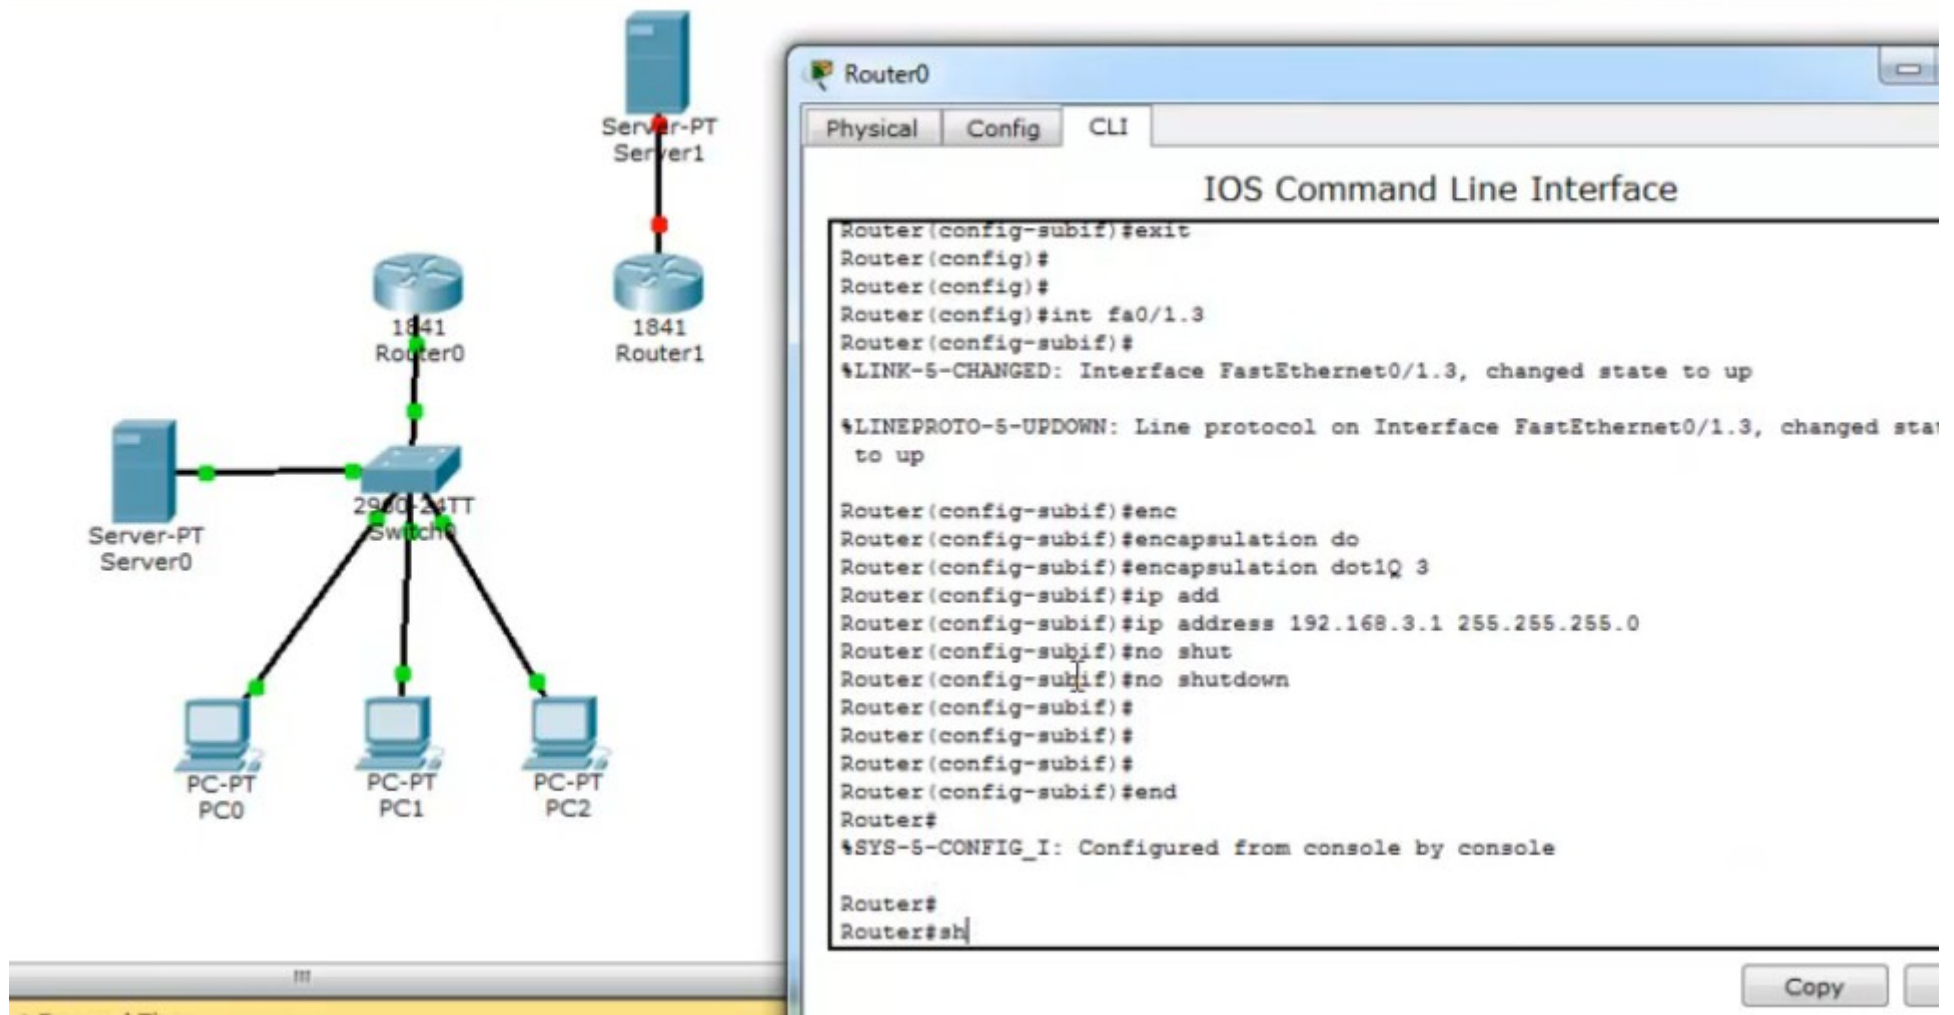 Server-PT
Server1
1841
Router0
1841
Router1
Server-PT
Server0
2960-24TT
Switch0
PC-PT
PC0
PC-PT
PC1
PC-PT
PC2
Router0
Physical
Config
CLI
IOS Command Line Interface
Router(config-subif)#exit
Router(config)#
Router(config)#
Router(config)#int fa0/1.3
Router(config-subif)#
%LINK-5-CHANGED: Interface FastEthernet0/1.3, changed state to up
%LINEPROTO-5-UPDOWN: Line protocol on Interface FastEthernet0/1.3, changed stat
to up
Router(config-subif)#enc
Router(config-subif)#encapsulation do
Router(config-subif)#encapsulation dot1Q 3
Router(config-subif)#ip add
Router(config-subif)#ip address 192.168.3.1 255.255.255.0
Router(config-subif)#no shut
Router(config-subif)#no shutdown
Router(config-subif)#
Router(config-subif)#
Router(config-subif)#
Router(config-subif)#end
Router#
%SYS-5-CONFIG_I: Configured from console by console
Router#
Router#sh
Copy